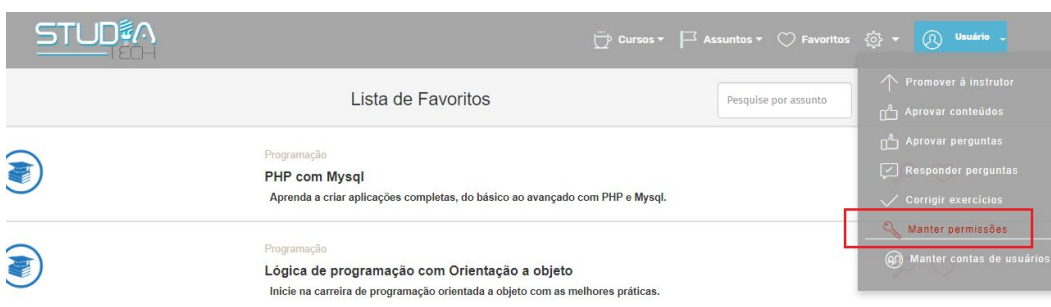 STUDIA
TECH
Cursos
Assuntos
Favoritos
Usuário
Lista de Favoritos
Pesquise por assunto
Promover á instrutor
Aprovar conteúdos
Aprovar perguntas
Responder perguntas
Corrigir exercícios
Manter permissões
Manter contas de usuários
Programação
PHP com Mysql
Aprenda a criar aplicações completas, do básico ao avançado com PHP e Mysql.
Programação
Lógica de programação com Orientação a objeto
Inicie na carreira de programação orientada a objeto com as melhores práticas.